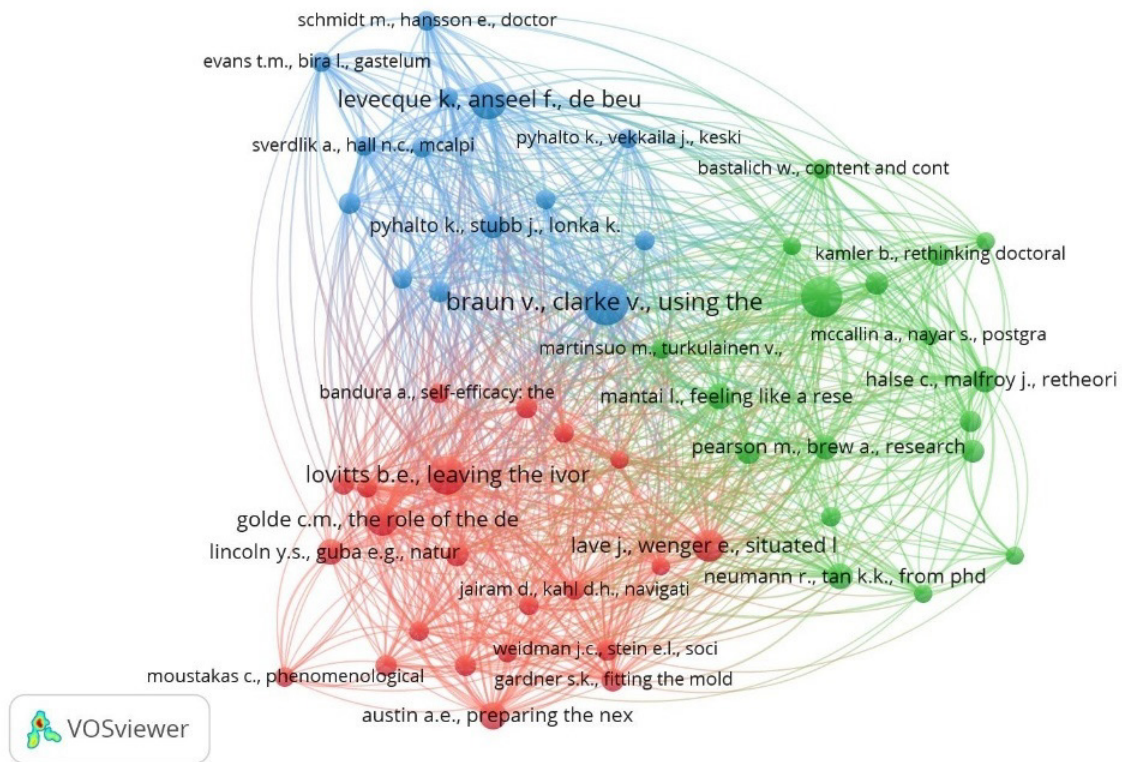 schmidt m., hansson e., doctor
evans t.m., bira l., gastelum
levecque k., anseel f., de beu
pyhalto k., vekkaila j., keski
sverdlik a., hall n.c., mcalpi
bastalich w., content and cont
pyhalto k., stubb j., lonka k.
kamler b., rethinking doctoral
braun v., clarke v., using the
mccallin a., nayar s., postgra
martinsuo m., turkulainen v.,
halse c., malfroy j., retheori
bandura a., self-efficacy: the
mantai l., feeling like a rese
pearson m., brew a., research
lovitts b.e., leaving the ivor
golde c.m., the role of the de
lincoln y.s., guba e.g., natur
lave j., wenger e., situated l
neumann r., tan k.k., from phd
jairam d., kahl d.h., navigati
weidman j.c., stein e.l., soci
moustakas c., phenomenological
gardner s.k., fitting the mold
austin a.e., preparing the nex
VOSviewer